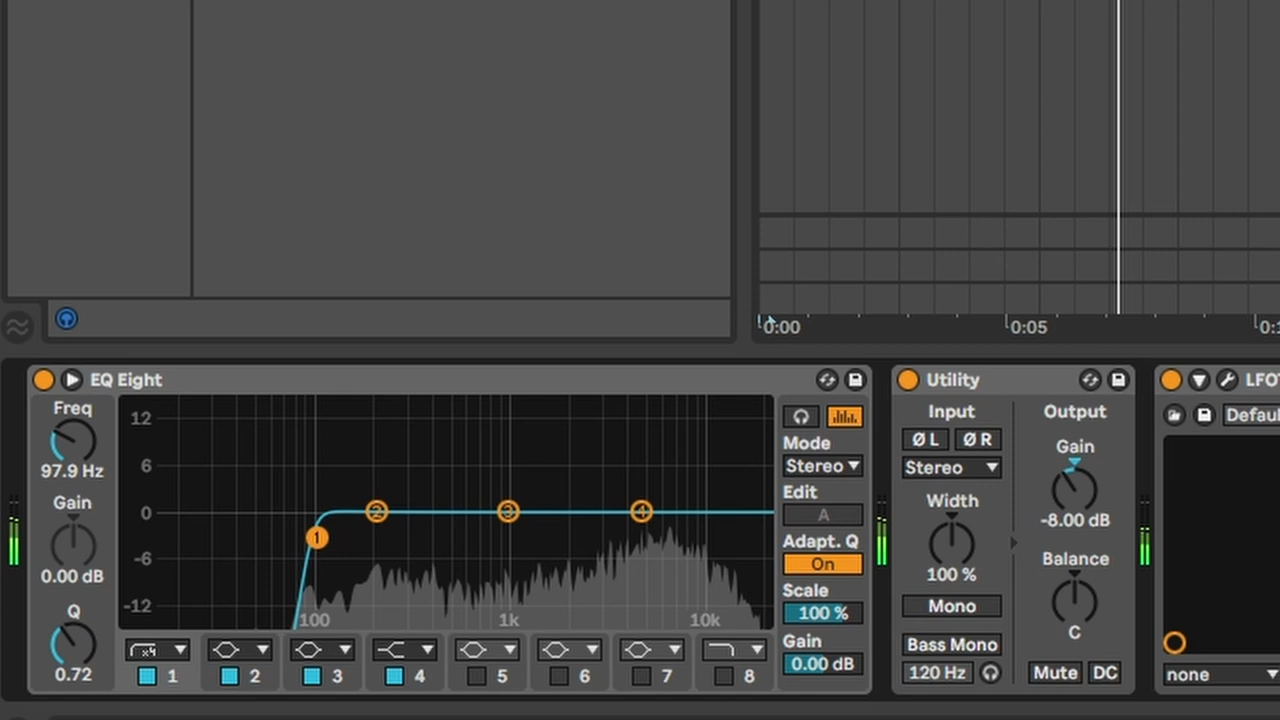 0:00
0:05
EQ Eight
Utility
Freq
97.9 Hz
Gain
0.00 dB
Q
0.72
12
6
0
-6
-12
100
1k
10k
1
2
3
4
Mode
Stereo
Edit
A
Adapt. Q
On
Scale
100 %
Gain
0.00 dB
x4
1
2
3
4
5
6
7
8
Input
Ø L
Ø R
Stereo
Width
100 %
Mono
Bass Mono
120 Hz
Output
Gain
-8.00 dB
Balance
C
Mute
DC
none